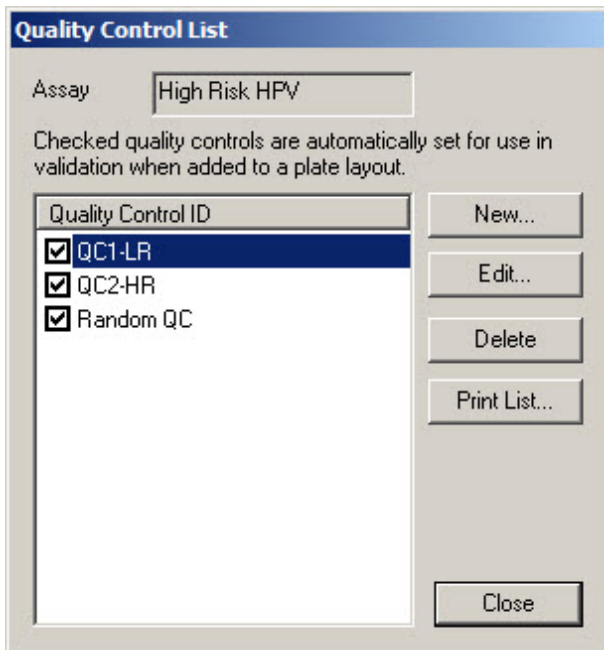 Quality Control List
Assay High Risk HPV
Checked quality controls are automatically set for use in
validation when added to a plate layout.
Quality Control ID
QC1-LR
QC2-HR
Random QC
New...
Edit...
Delete
Print List...
Close